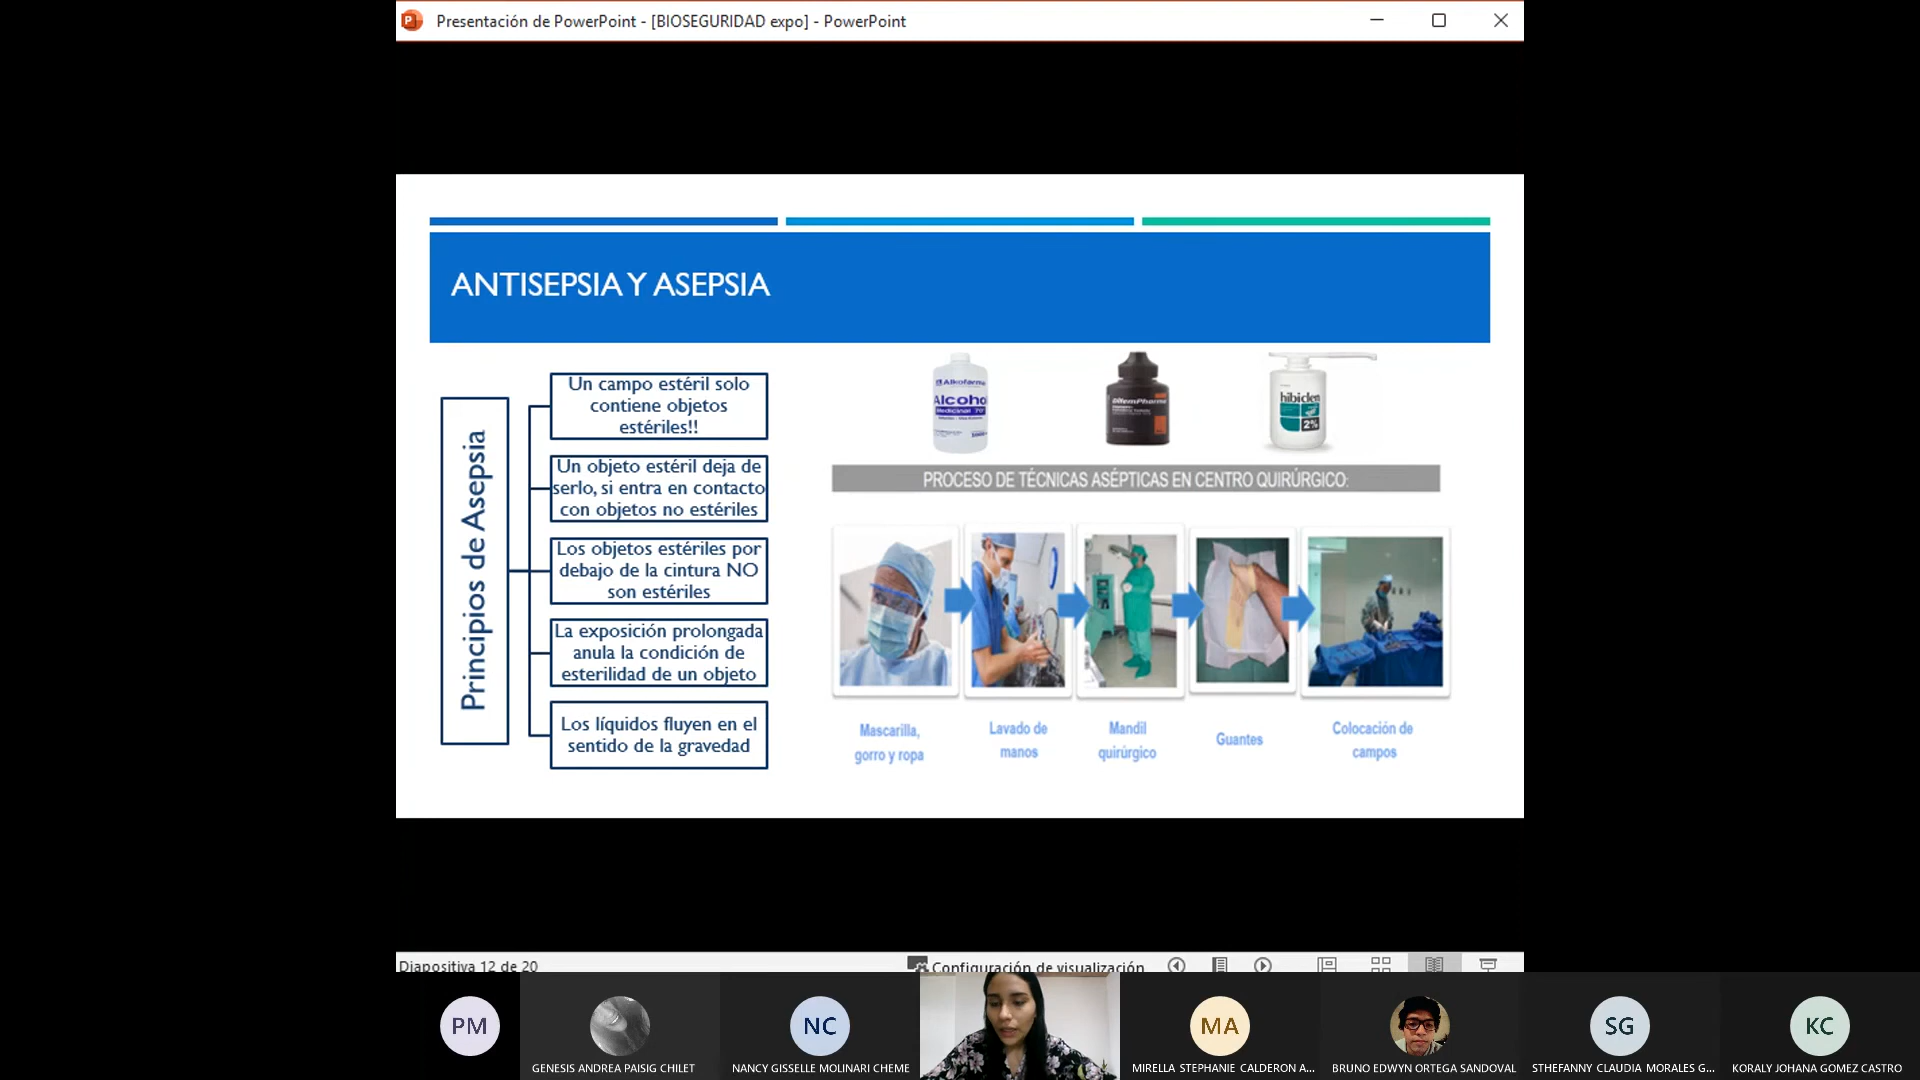 Presentación de PowerPoint - [BIOSEGURIDAD expo] - PowerPoint
ANTISEPSIA Y ASEPSIA
Principios de Asepsia
Un campo estéril solo
contiene objetos
estériles!!
Un objeto estéril deja de
serlo, si entra en contacto
con objetos no estériles
Los objetos estériles por
debajo de la cintura NO
son estériles
La exposición prolongada
anula la condición de
esterilidad de un objeto
Los líquidos fluyen en el
sentido de la gravedad
Alkofarma
Alcohol
Medicinal 70°
hibiclen
2%
PROCESO DE TÉCNICAS ASÉPTICAS EN CENTRO QUIRÚRGICO:
Mascarilla,
gorro y ropa
Lavado de
manos
Mandil
quirúrgico
Guantes
Colocación de
campos
Diapositiva 12 de 20
Configuración de visualización
PM
GENESIS ANDREA PAISIG CHILET
NC
NANCY GISSELLE MOLINARI CHEME
MA
MIRELLA STEPHANIE CALDERON A...
BRUNO EDWYN ORTEGA SANDOVAL
SG
STHEFANNY CLAUDIA MORALES G...
KC
KORALY JOHANA GOMEZ CASTRO